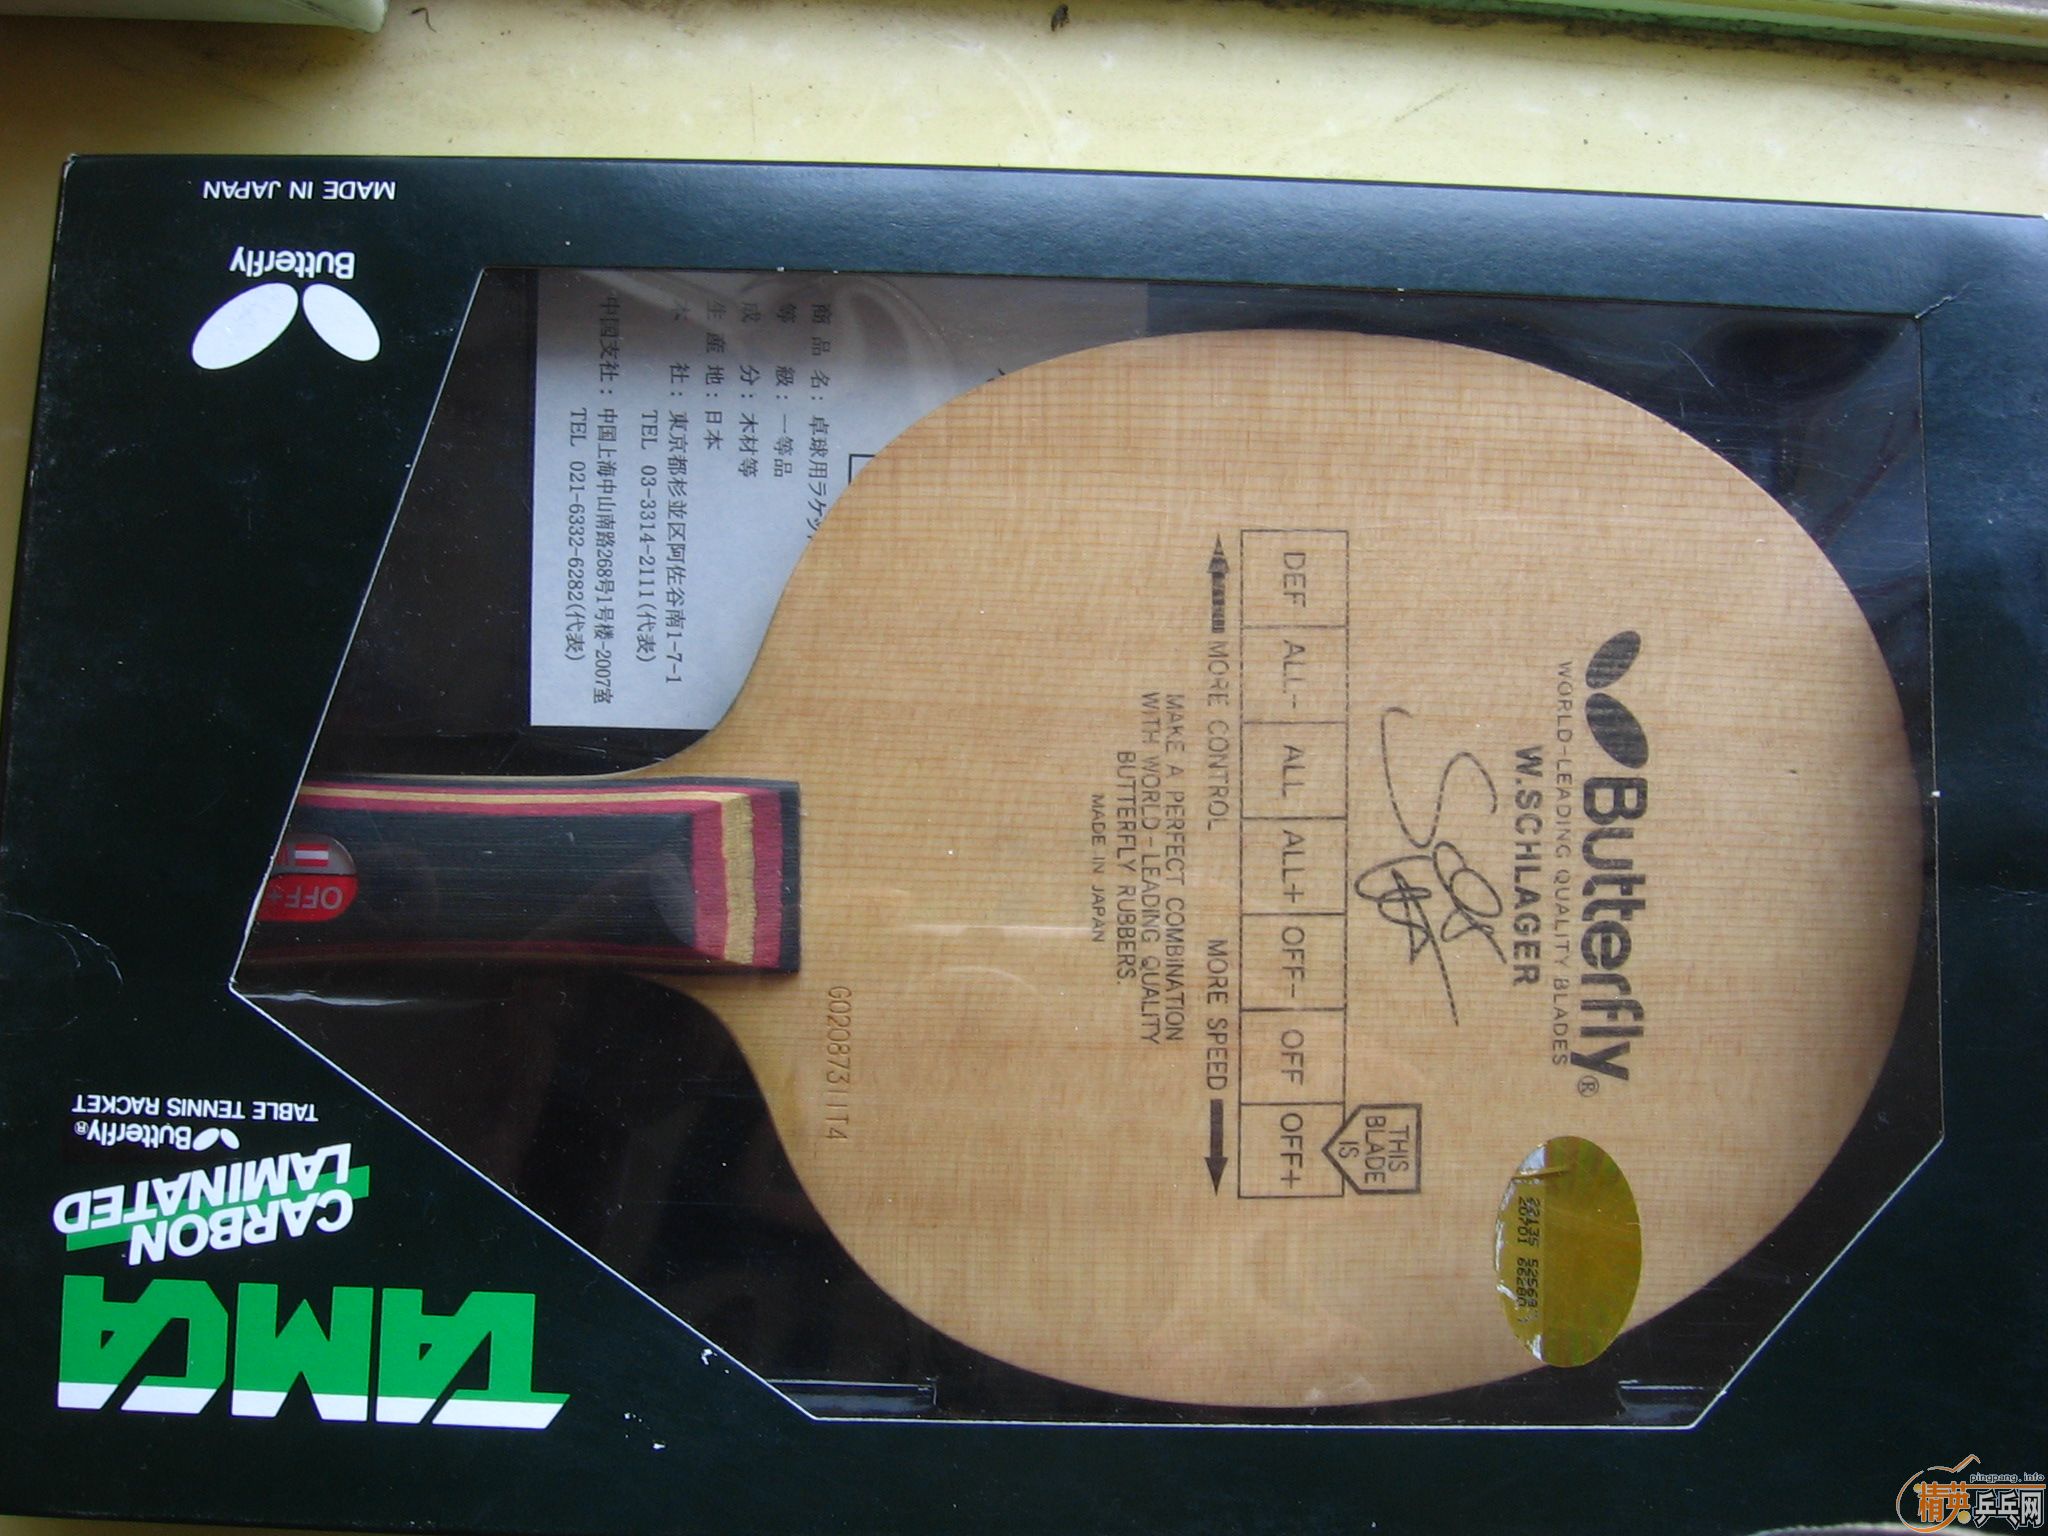 MADE IN JAPAN
Butterfly
TAMCA
CARBON
LAMINATED
Butterfly®
TABLE TENNIS RACKET
商品名：卓球用ラケッ
等級：一等品
成分：木材等
生産地：日本
社：東京都杉並区阿佐谷南1-7-1
TEL 03-3314-2111(代表)
中国支社：中国上海中山南路268号1号楼-2007室
TEL 021-6332-6282(代表)
Butterfly®
WORLD-LEADING QUALITY BLADES
W.SCHLAGER
THIS
BLADE
IS
DEF ALL- ALL ALL+ OFF- OFF OFF+
MORE CONTROL MORE SPEED
MAKE A PERFECT COMBINATION
WITH WORLD-LEADING QUALITY
BUTTERFLY RUBBERS.
MADE IN JAPAN
G0208731IT4
OFF+
pingpang.info
精英乒乓网